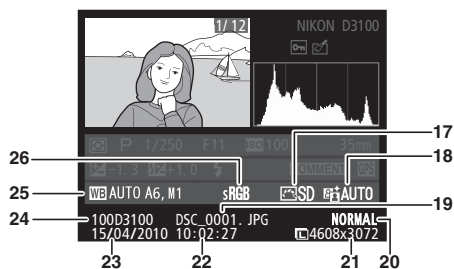 1/12 NIKON D3100
P 1/250 F11 ISO 100 35mm
-1.3 +1.0 COMMENT GPS
WB AUTO A6, M1 sRGB SD AUTO
100D3100 DSC_0001. JPG NORMAL
15/04/2010 10:02:27 L 4608x3072
17
18
19
20
21
22
23
24
25
26